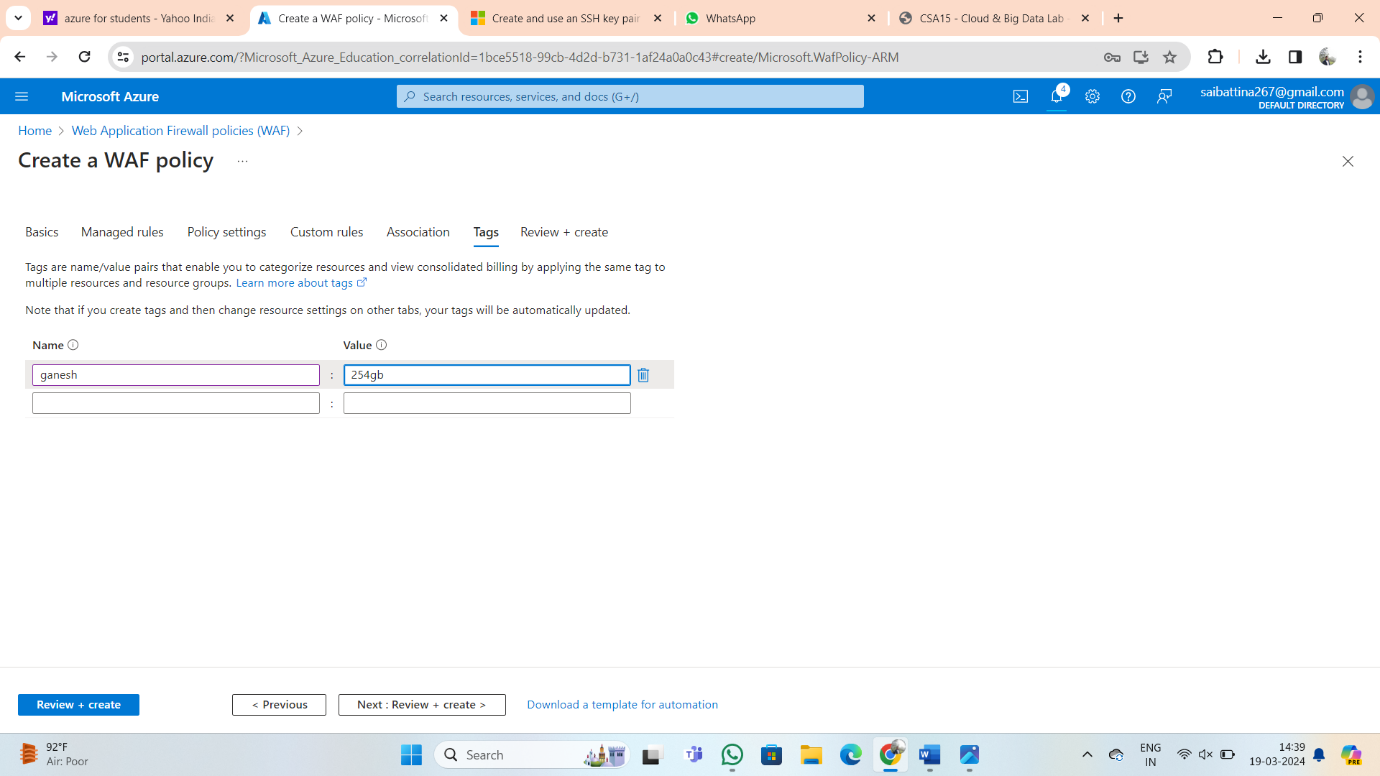 azure for students - Yahoo India
Create a WAF policy - Microsoft
Create and use an SSH key pair
WhatsApp
CSA15 - Cloud & Big Data Lab -
portal.azure.com/?Microsoft_Azure_Education_correlationId=1bce5518-99cb-4d2d-b731-1af24a0a0c43#create/Microsoft.WafPolicy-ARM
Microsoft Azure
Search resources, services, and docs (G+/)
4
saibattina267@gmail.com
DEFAULT DIRECTORY
Home > Web Application Firewall policies (WAF) >
Create a WAF policy ...
Basics Managed rules Policy settings Custom rules Association Tags Review + create
Tags are name/value pairs that enable you to categorize resources and view consolidated billing by applying the same tag to
multiple resources and resource groups. Learn more about tags
Note that if you create tags and then change resource settings on other tabs, your tags will be automatically updated.
Name Value
ganesh : 254gb
:
Review + create < Previous Next : Review + create > Download a template for automation
92°F
Air: Poor
Search
ENG
IN
14:39
19-03-2024
PRE